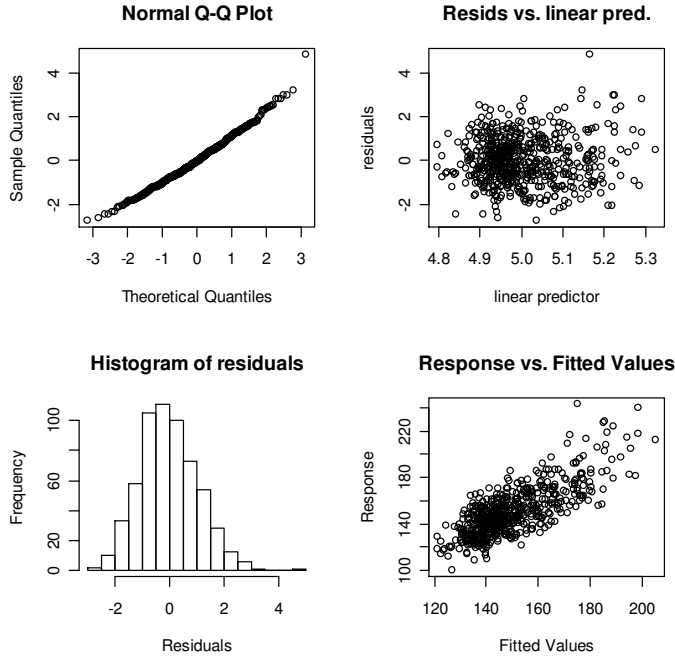 Normal Q-Q Plot
Sample Quantiles
4
2
0
-2
-3 -2 -1 0 1 2 3
Theoretical Quantiles
Resids vs. linear pred.
residuals
4
2
0
-2
4.8 4.9 5.0 5.1 5.2 5.3
linear predictor
Histogram of residuals
Frequency
100
60
20
0
-2 0 2 4
Residuals
Response vs. Fitted Values
Response
220
180
140
100
120 140 160 180 200
Fitted Values